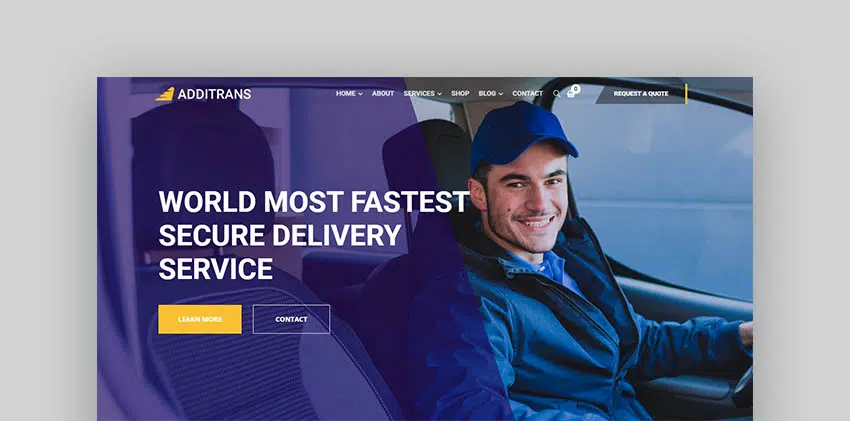 ADDITRANS
HOME ABOUT SERVICES SHOP BLOG CONTACT 0 REQUEST A QUOTE
WORLD MOST FASTEST
SECURE DELIVERY
SERVICE
LEARN MORE CONTACT